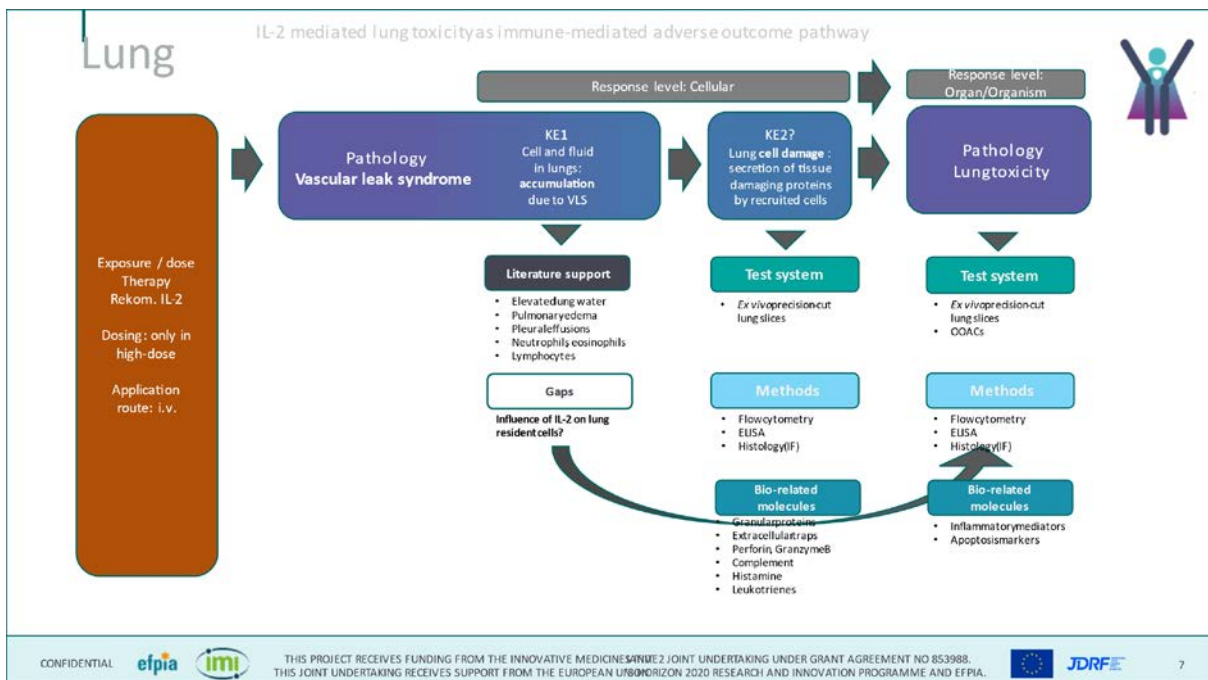 IL-2 mediated lung toxicity as immune-mediated adverse outcome pathway
Lung
Response level: Cellular
Response level:
Organ/Organism
Exposure / dose
Therapy
Rekom. IL-2
Dosing: only in
high-dose
Application
route: i.v.
Pathology
Vascular leak syndrome
KE1
Cell and fluid
in lungs:
accumulation
due to VLS
KE2?
Lung cell damage :
secretion of tissue
damaging proteins
by recruited cells
Pathology
Lungtoxicity
Literature support
• Elevated lung water
• Pulmonary edema
• Pleural effusions
• Neutrophils, eosinophils
• Lymphocytes
Gaps
Influence of IL-2 on lung
resident cells?
Test system
• Ex vivo precision-cut
lung slices
Methods
• Flowcytometry
• ELISA
• Histology(IF)
Bio-related
molecules
• Granular proteins
• Extracellular traps
• Perforin, Granzyme B
• Complement
• Histamine
• Leukotrienes
Test system
• Ex vivo precision-cut
lung slices
• OOACs
Methods
• Flowcytometry
• ELISA
• Histology(IF)
Bio-related
molecules
• Inflammatory mediators
• Apoptosis markers
CONFIDENTIAL
efpia
imi
THIS PROJECT RECEIVES FUNDING FROM THE INNOVATIVE MEDICINES 2 JOINT UNDERTAKING UNDER GRANT AGREEMENT NO 853988.
THIS JOINT UNDERTAKING RECEIVES SUPPORT FROM THE EUROPEAN HORIZON 2020 RESEARCH AND INNOVATION PROGRAMME AND EFPIA.
JDRF
7